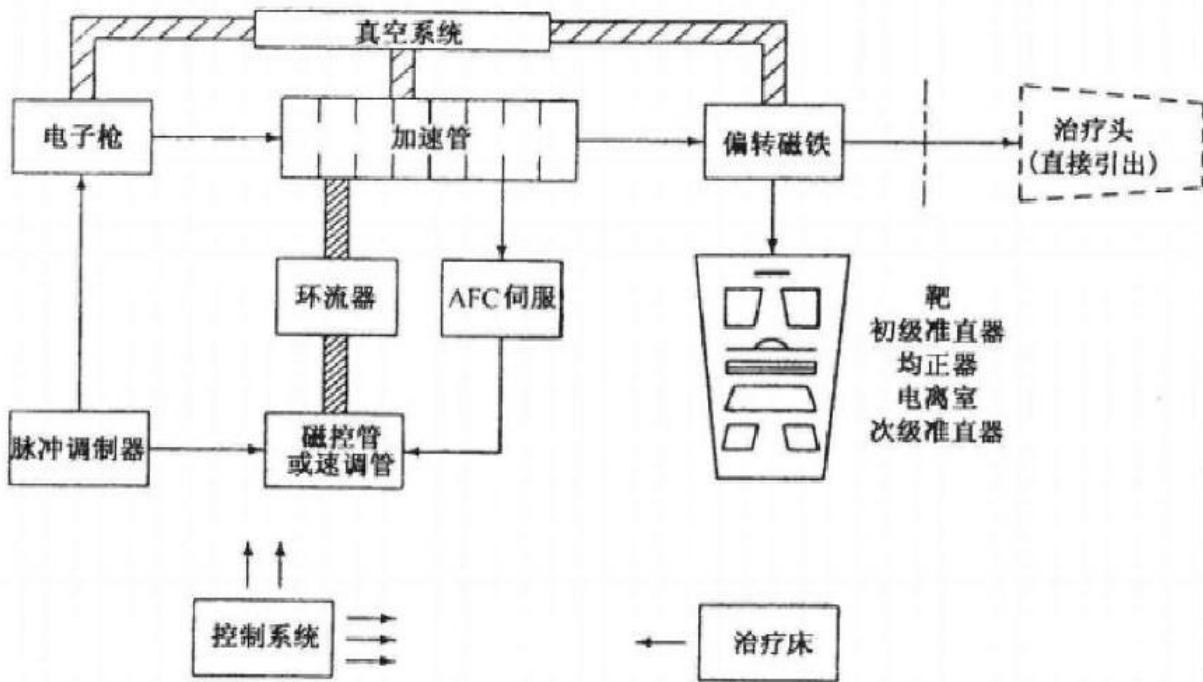 真空系统
电子枪
加速管
偏转磁铁
治疗头
(直接引出)
环流器
AFC伺服
靶
初级准直器
均正器
电离室
次级准直器
脉冲调制器
磁控管
或速调管
控制系统
治疗床